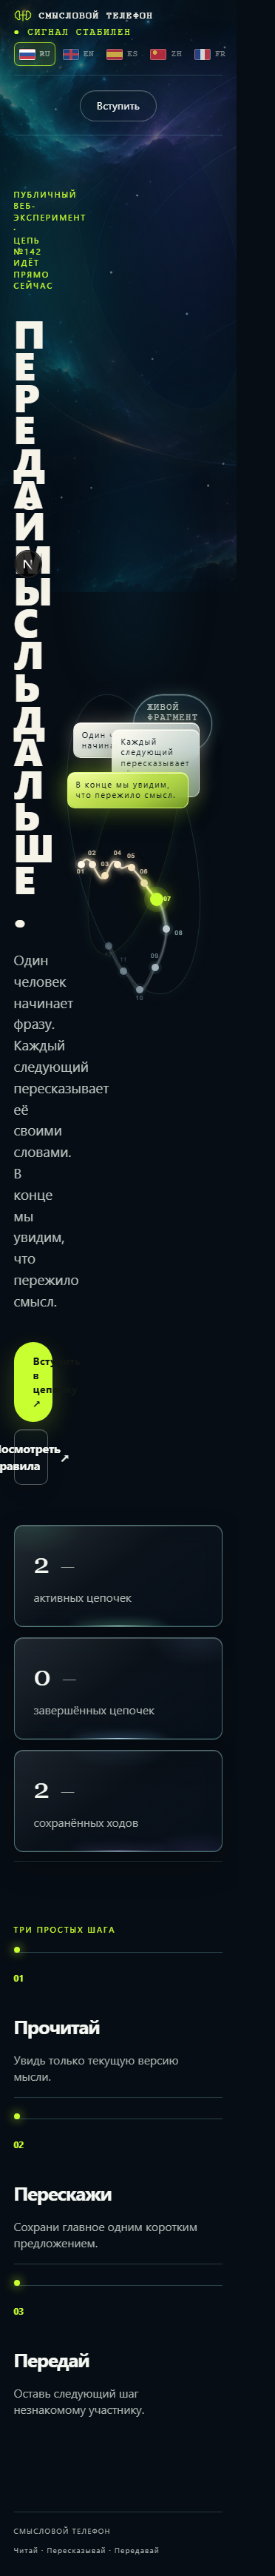 СМЫСЛОВОЙ ТЕЛЕФОН
СИГНАЛ СТАБИЛЕН
RU EN ES ZH FR
Вступить
ПУБЛИЧНЫЙ
ВЕБ-
ЭКСПЕРИМЕНТ
·
ЦЕПЬ
№142
ИДЁТ
ПРЯМО
СЕЙЧАС
П
Е
Р
Е
Д
А
Й
М
Ы
С
Л
Ь
Д
А
Л
Ь
Ш
Е
.
N
ЖИВОЙ
ФРАГМЕНТ
Один
Каждый
следующий
пересказывает
В конце мы увидим,
что пережило смысл.
01
02
03
04
05
06
07
08
09
10
11
Один
человек
начинает
фразу.
Каждый
следующий
пересказывает
её
своими
словами.
В
конце
мы
увидим,
что
пережило
смысл.
Вступить
в
↗
Посмотреть
правила ↗
2 —
активных цепочек
0 —
завершённых цепочек
2 —
сохранённых ходов
ТРИ ПРОСТЫХ ШАГА
01
Прочитай
Увидь только текущую версию
мысли.
02
Перескажи
Сохрани главное одним коротким
предложением.
03
Передай
Оставь следующий шаг
незнакомому участнику.
СМЫСЛОВОЙ ТЕЛЕФОН
Читай · Пересказывай · Передавай